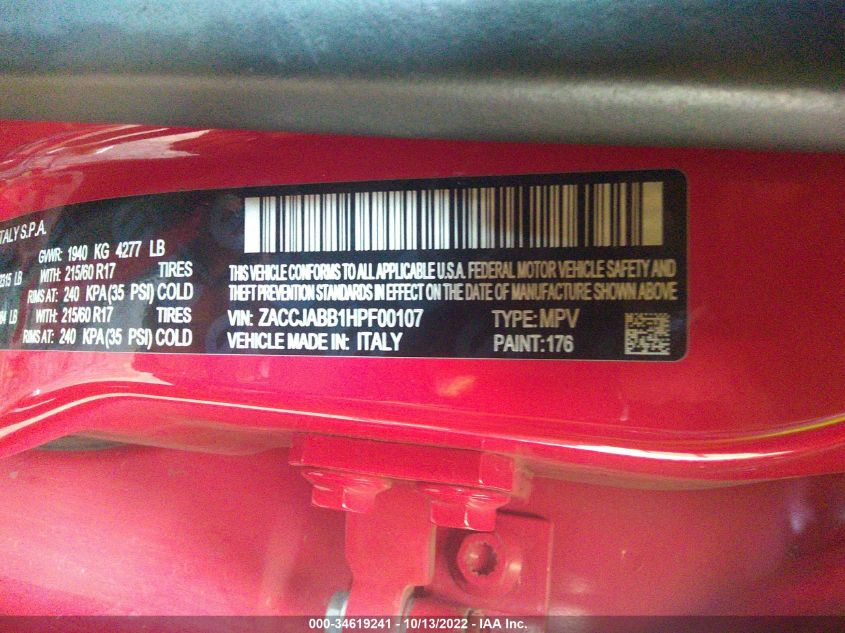 ITALY S.P.A.
GVWR: 1940 KG 4277 LB
2315 LB WITH: 215/60 R17 TIRES
RIMS AT: 240 KPA (35 PSI) COLD
LB WITH: 215/60 R17 TIRES
RIMS AT: 240 KPA (35 PSI) COLD
THIS VEHICLE CONFORMS TO ALL APPLICABLE U.S.A. FEDERAL MOTOR VEHICLE SAFETY AND
THEFT PREVENTION STANDARDS IN EFFECT ON THE DATE OF MANUFACTURE SHOWN ABOVE
VIN: ZACCJABB1HPF00107 TYPE: MPV
VEHICLE MADE IN: ITALY PAINT: 176
000-34619241 - 10/13/2022 - IAA Inc.